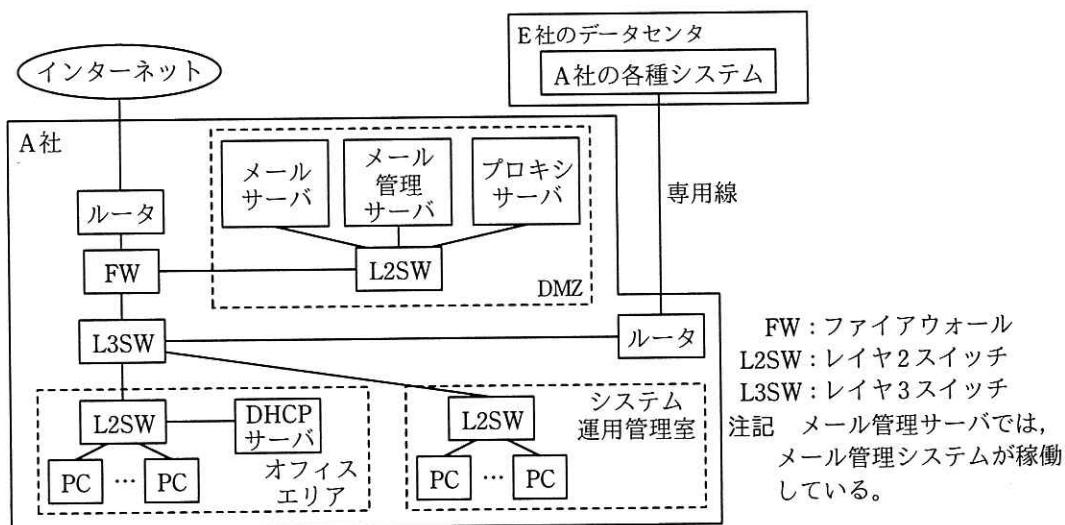 E社のデータセンタ
インターネット
A社の各種システム
A社
メール
サーバ
メール
管理
サーバ
プロキシ
サーバ
専用線
ルータ
FW
L2SW
DMZ
L3SW
ルータ
FW:ファイアウォール
L2SW:レイヤ2スイッチ
L3SW:レイヤ3スイッチ
注記 メール管理サーバでは,
メール管理システムが稼働
している。
L2SW
DHCP
サーバ
PC … PC
オフィス
エリア
L2SW
システム
運用管理室
PC … PC